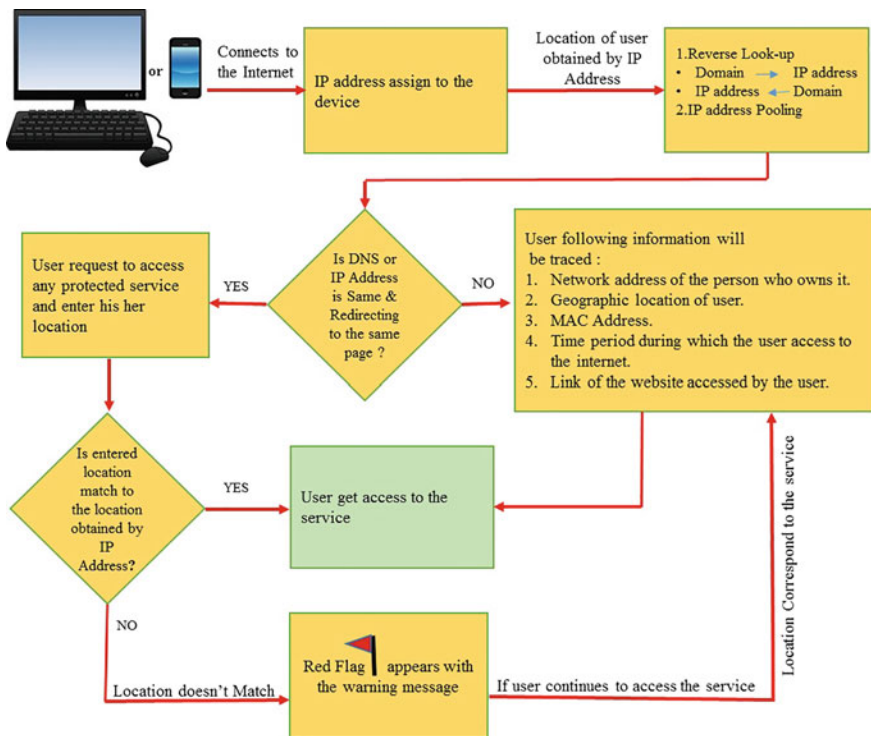 or
Connects to
the Internet
IP address assign to the
device
Location of user
obtained by IP
Address
1.Reverse Look-up
• Domain → IP address
• IP address ← Domain
2.IP address Pooling
Is DNS or
IP Address
is Same &
Redirecting
to the same
page ?
YES
NO
User request to access
any protected service
and enter his her
location
User following information will
be traced :
1. Network address of the person who owns it.
2. Geographic location of user.
3. MAC Address.
4. Time period during which the user access to
the internet.
5. Link of the website accessed by the user.
Is entered
location
match to
the location
obtained by
IP
Address?
YES
User get access to the
service
NO
Location doesn't Match
Red Flag appears with
the warning message
If user continues to access the service
Location Correspond to the service